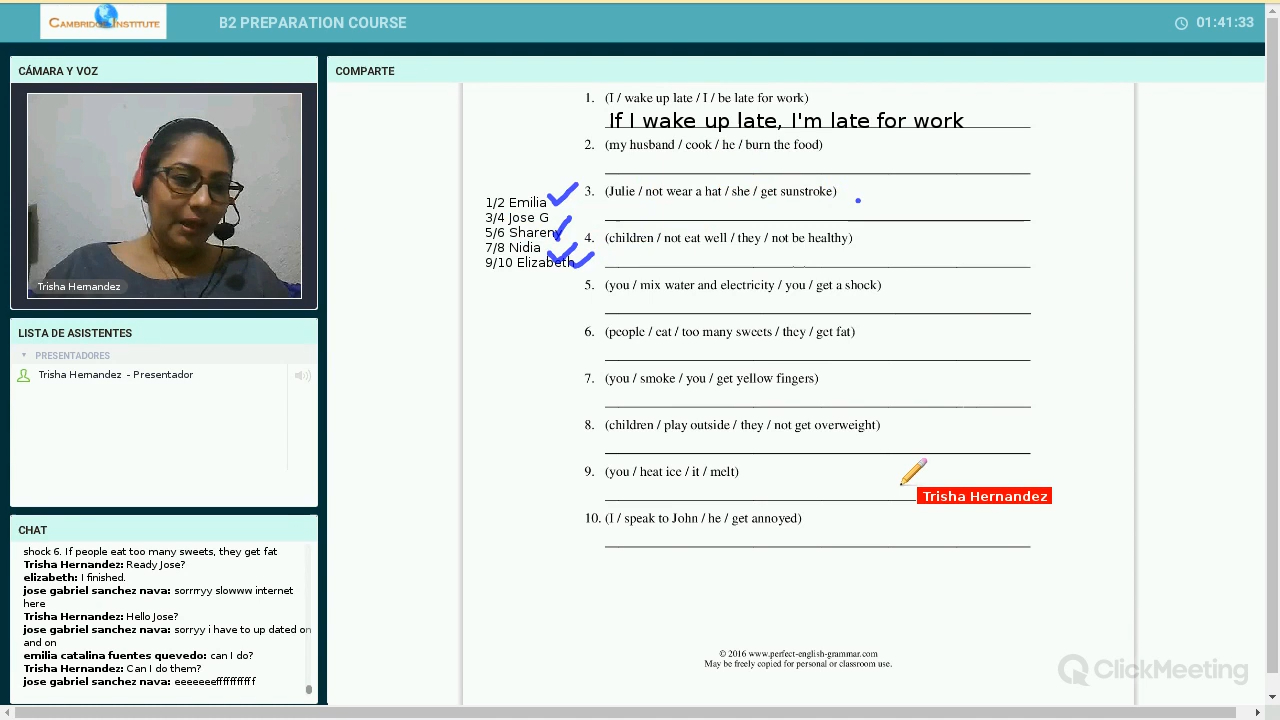 CAMBRIDGE INSTITUTE
B2 PREPARATION COURSE
01:41:33
CÁMARA Y VOZ
Trisha Hernandez
LISTA DE ASISTENTES
PRESENTADORES
Trisha Hernandez - Presentador
CHAT
shock 6. If people eat too many sweets, they get fat
Trisha Hernandez: Ready Jose?
elizabeth: I finished.
jose gabriel sanchez nava: sorrrryy slowww internet
here
Trisha Hernandez: Hello Jose?
jose gabriel sanchez nava: sorryy i have to up dated on
and on
emilia catalina fuentes quevedo: can I do?
Trisha Hernandez: Can I do them?
jose gabriel sanchez nava: eeeeeeeffffffffff
COMPARTE
1. (I / wake up late / I / be late for work)
If I wake up late, I'm late for work
2. (my husband / cook / he / burn the food)
3. (Julie / not wear a hat / she / get sunstroke)
1/2 Emilia
3/4 Jose G
5/6 Shareny
7/8 Nidia
9/10 Elizabeth
4. (children / not eat well / they / not be healthy)
5. (you / mix water and electricity / you / get a shock)
6. (people / eat / too many sweets / they / get fat)
7. (you / smoke / you / get yellow fingers)
8. (children / play outside / they / not get overweight)
9. (you / heat ice / it / melt)
Trisha Hernandez
10. (I / speak to John / he / get annoyed)
© 2016 www.perfect-english-grammar.com
May be freely copied for personal or classroom use.
ClickMeeting